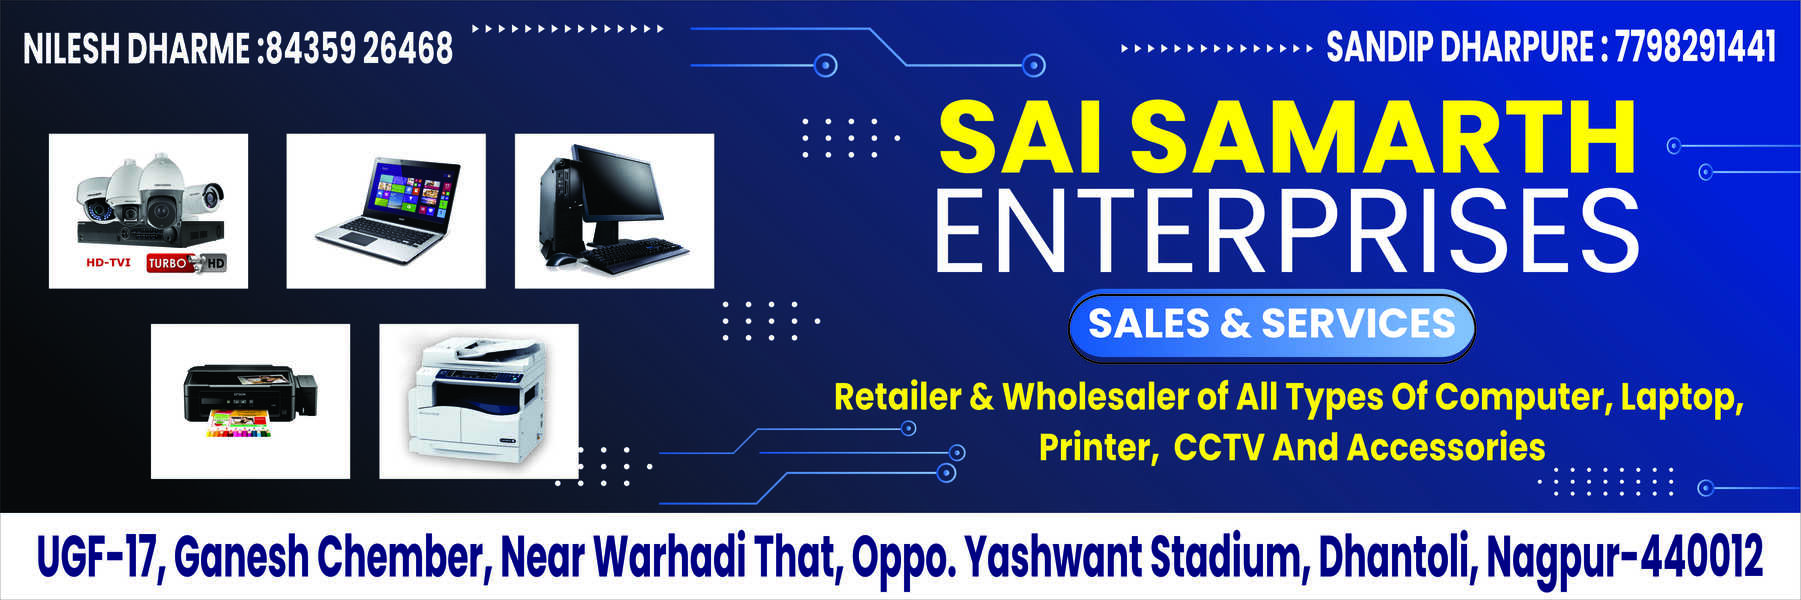 NILESH DHARME :84359 26468
SANDIP DHARPURE : 7798291441
SAI SAMARTH
ENTERPRISES
SALES & SERVICES
Retailer & Wholesaler of All Types Of Computer, Laptop,
Printer, CCTV And Accessories
HD-TVI TURBO HD
EPSON
UGF-17, Ganesh Chember, Near Warhadi That, Oppo. Yashwant Stadium, Dhantoli, Nagpur-440012